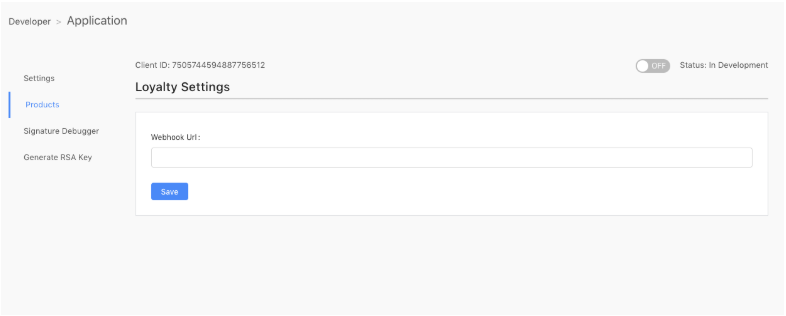 Developer > Application
Client ID: 7505744594887756512
OFF
Status: In Development
Settings
Loyalty Settings
Products
Signature Debugger
Webhook Url :
Generate RSA Key
Save